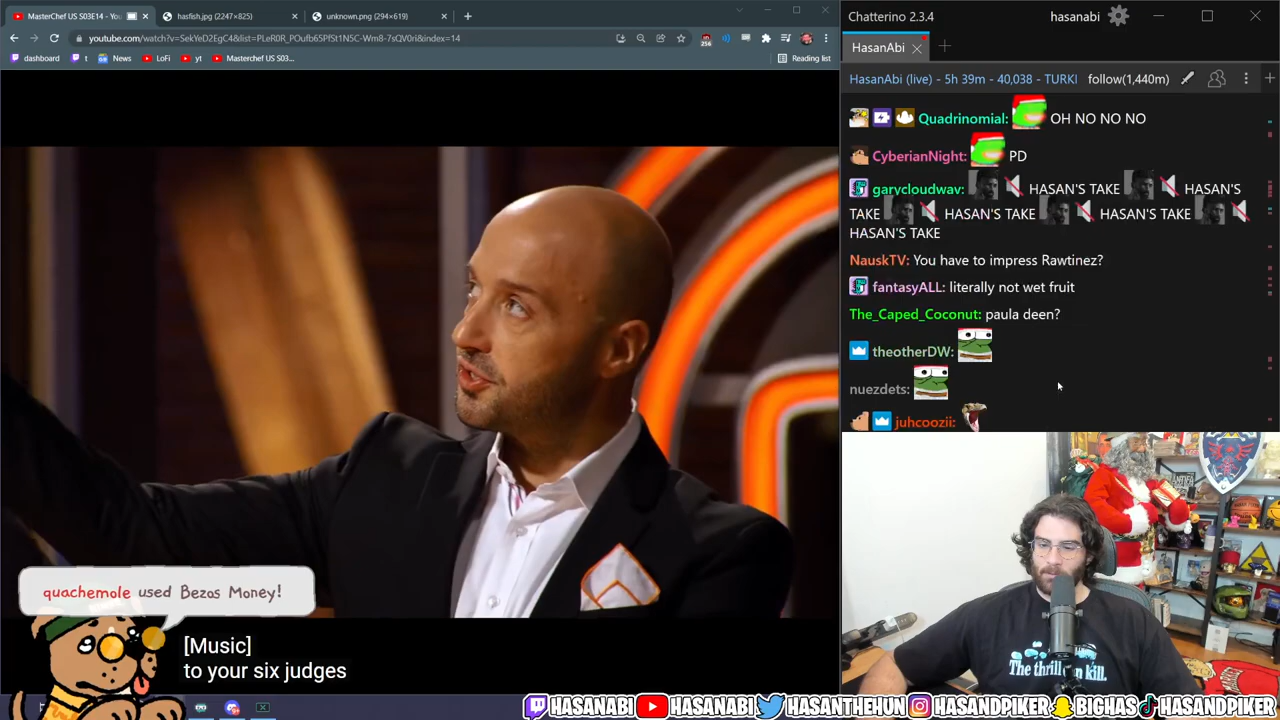 MasterChef US S03E14 - You
hasfish.jpg (2247×825)
unknown.png (294×619)
youtube.com/watch?v=SekYeD2EgC4&list=PLeR0R_POufb65PfSt1N5C-Wm8-7sQV0ri&index=14
256
dashboard
t
News
LoFi
yt
Masterchef US S03...
Reading list
quachemole used Bezos Money!
[Music]
to your six judges
Chatterino 2.3.4
hasanabi
HasanAbi
HasanAbi (live) - 5h 39m - 40,038 - TURKI
follow(1,440m)
Quadrinomial: OH NO NO NO
CyberianNight: PD
garycloudwav: HASAN'S TAKE HASAN'S
TAKE HASAN'S TAKE HASAN'S TAKE
HASAN'S TAKE
NauskTV: You have to impress Rawtinez?
fantasyALL: literally not wet fruit
The_Caped_Coconut: paula deen?
theotherDW:
nuezdets:
juhcoozii:
ANTIFA
HASANABI HASANABI HASANTHEHUN HASANDPIKER BIGHAS HASANDPIKER